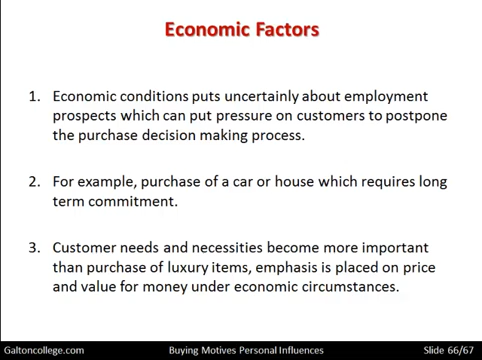 Economic Factors
1. Economic conditions puts uncertainly about employment
prospects which can put pressure on customers to postpone
the purchase decision making process.
2. For example, purchase of a car or house which requires long
term commitment.
3. Customer needs and necessities become more important
than purchase of luxury items, emphasis is placed on price
and value for money under economic circumstances.
Galtoncollege.com Buying Motives Personal Influences Slide 66/67